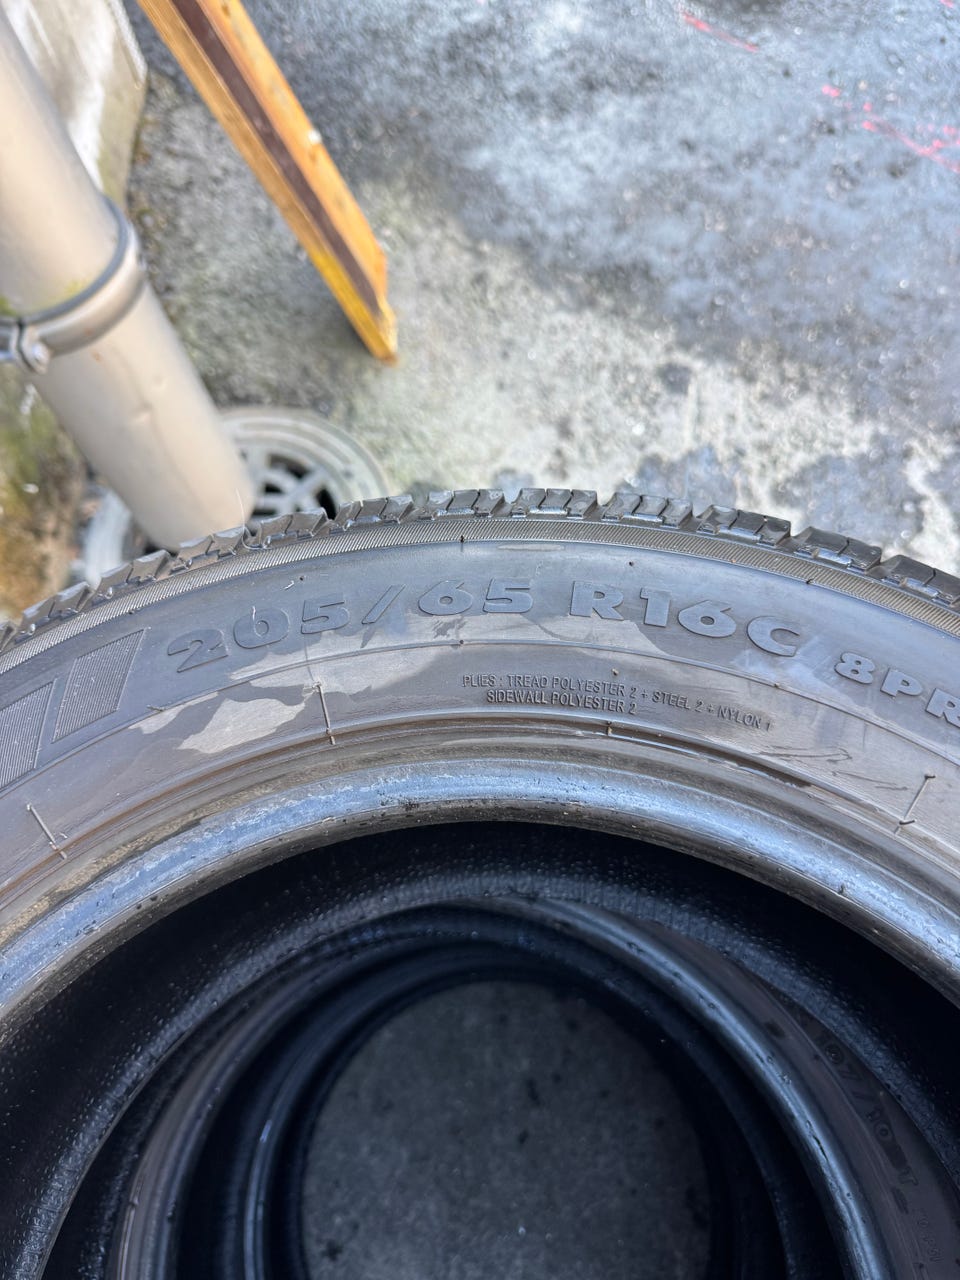 205/65 R16C 8PR
PLIES : TREAD POLYESTER 2 + STEEL 2 + NYLON 1
SIDEWALL POLYESTER 2